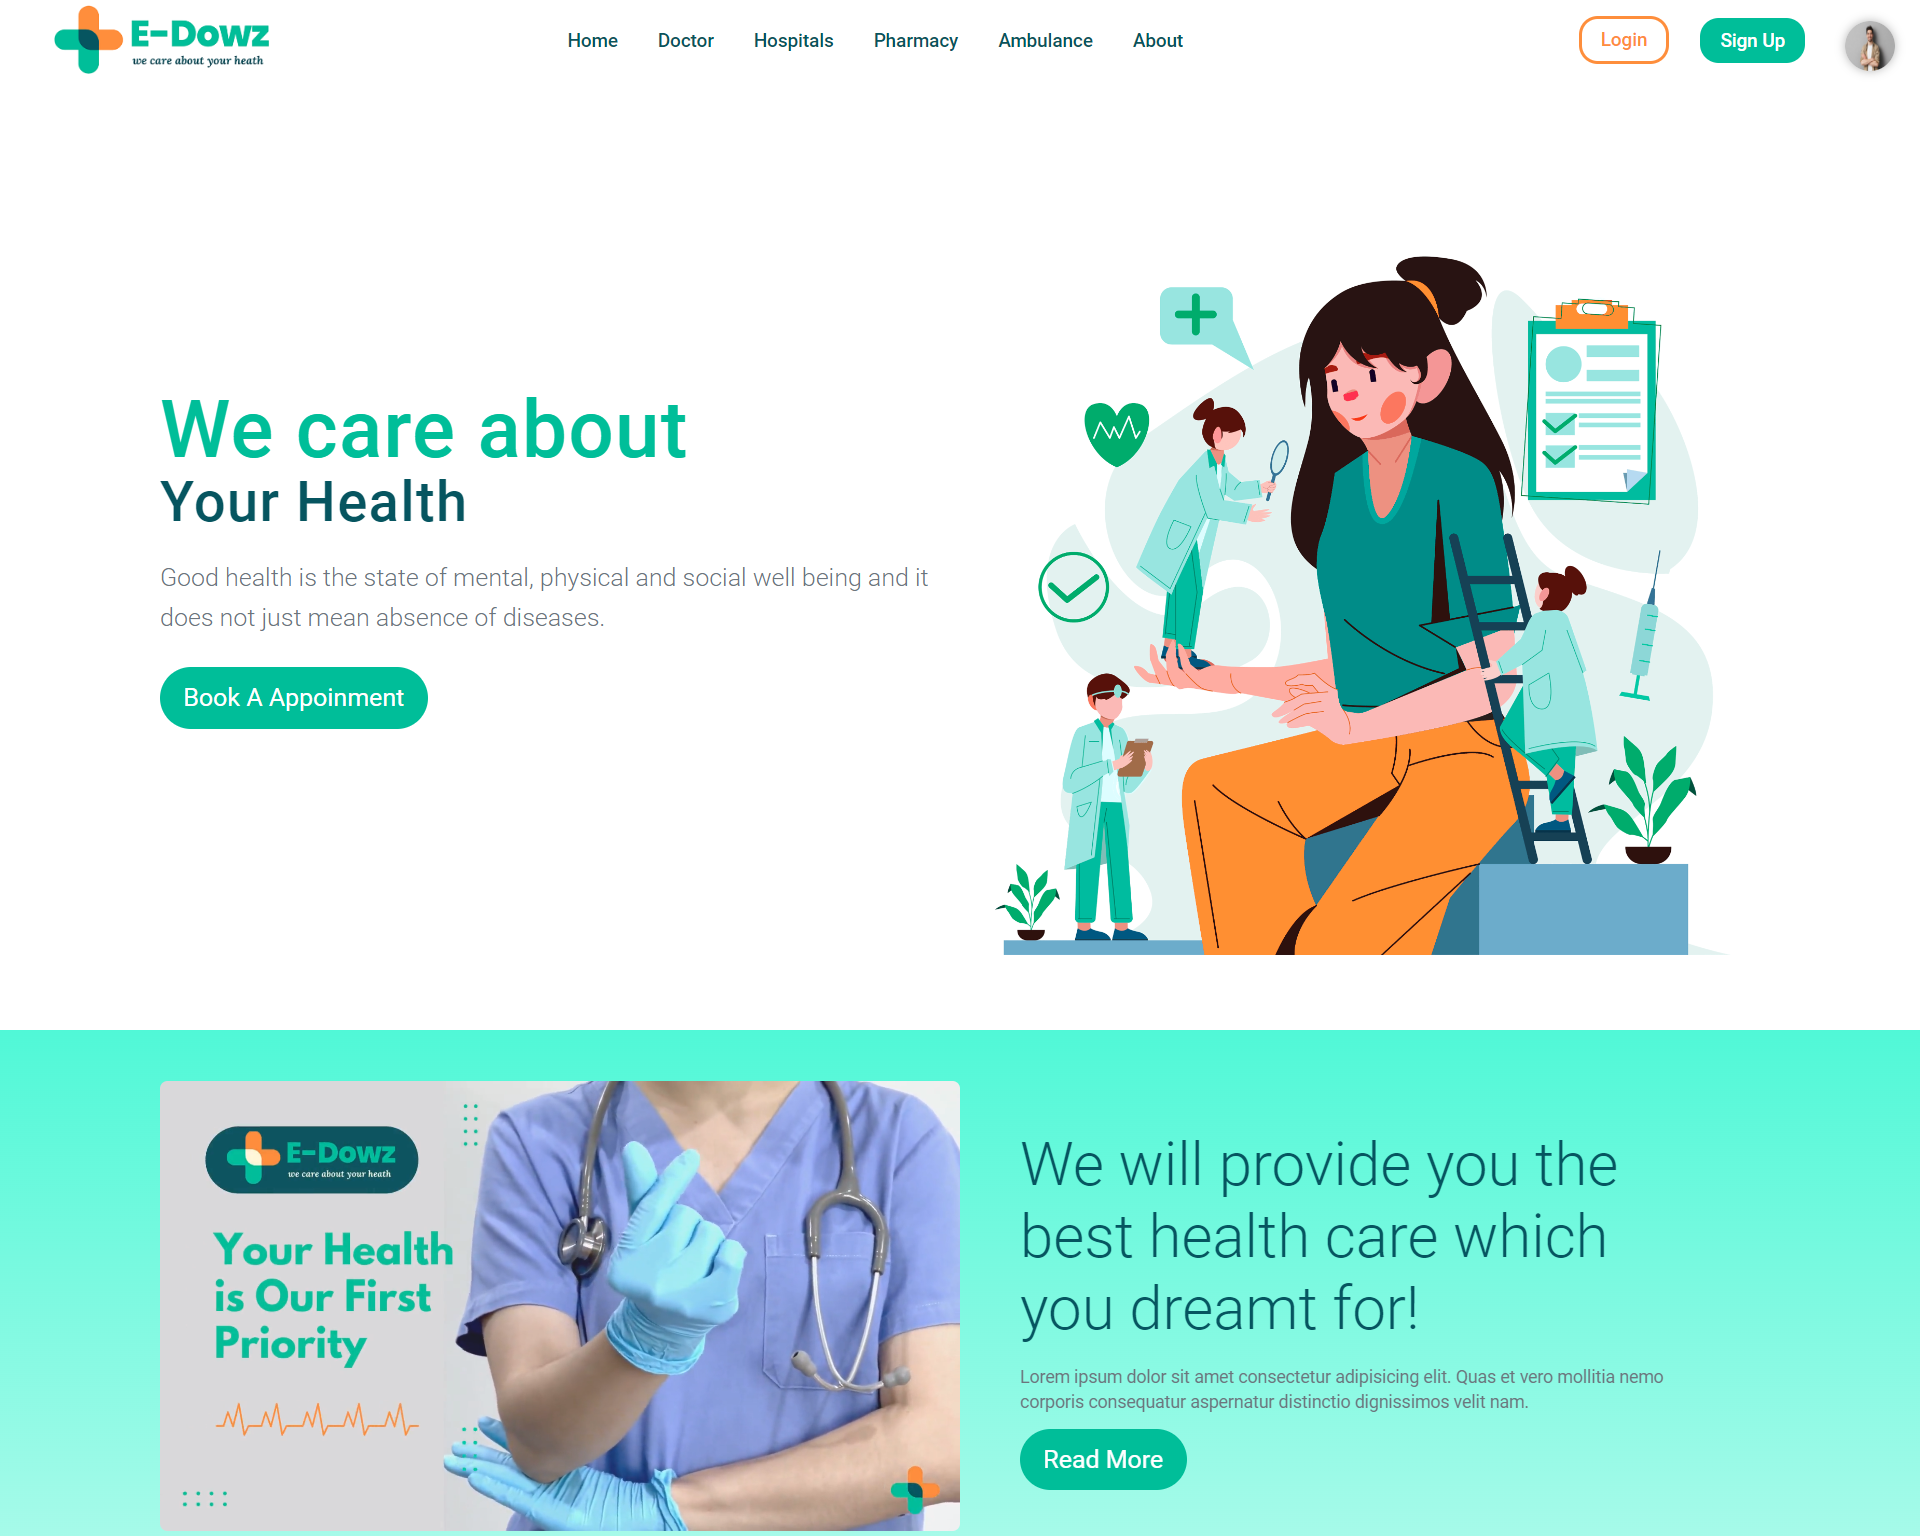 E-Dowz
we care about your heath
Home Doctor Hospitals Pharmacy Ambulance About
Login
Sign Up
We care about
Your Health
Good health is the state of mental, physical and social well being and it
does not just mean absence of diseases.
Book A Appoinment
E-Dowz
we care about your heath
Your Health
is Our First
Priority
We will provide you the
best health care which
you dreamt for!
Lorem ipsum dolor sit amet consectetur adipisicing elit. Quas et vero mollitia nemo
corporis consequatur aspernatur distinctio dignissimos velit nam.
Read More